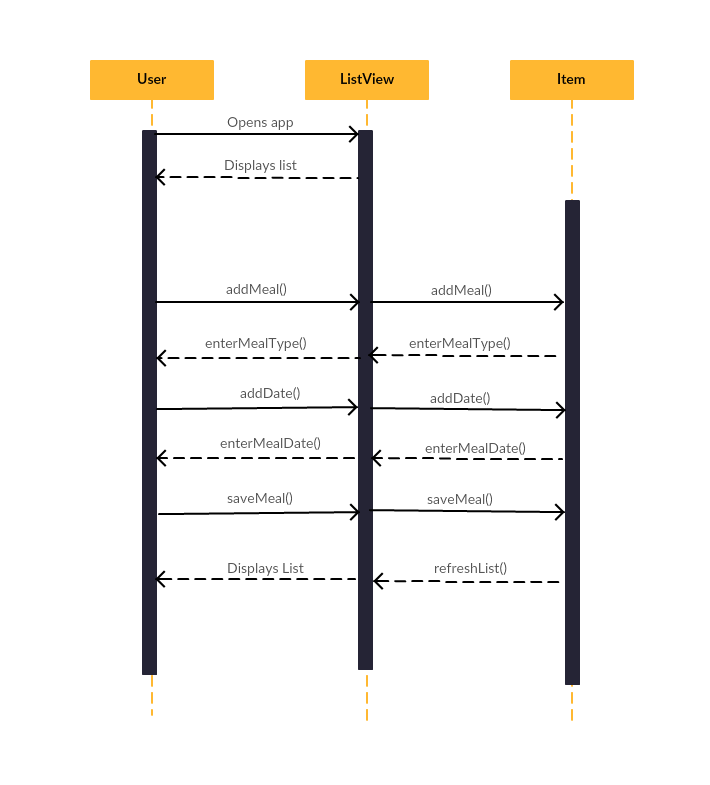 User
ListView
Item
Opens app
Displays list
addMeal()
addMeal()
enterMealType()
enterMealType()
addDate()
addDate()
enterMealDate()
enterMealDate()
saveMeal()
saveMeal()
Displays List
refreshList()